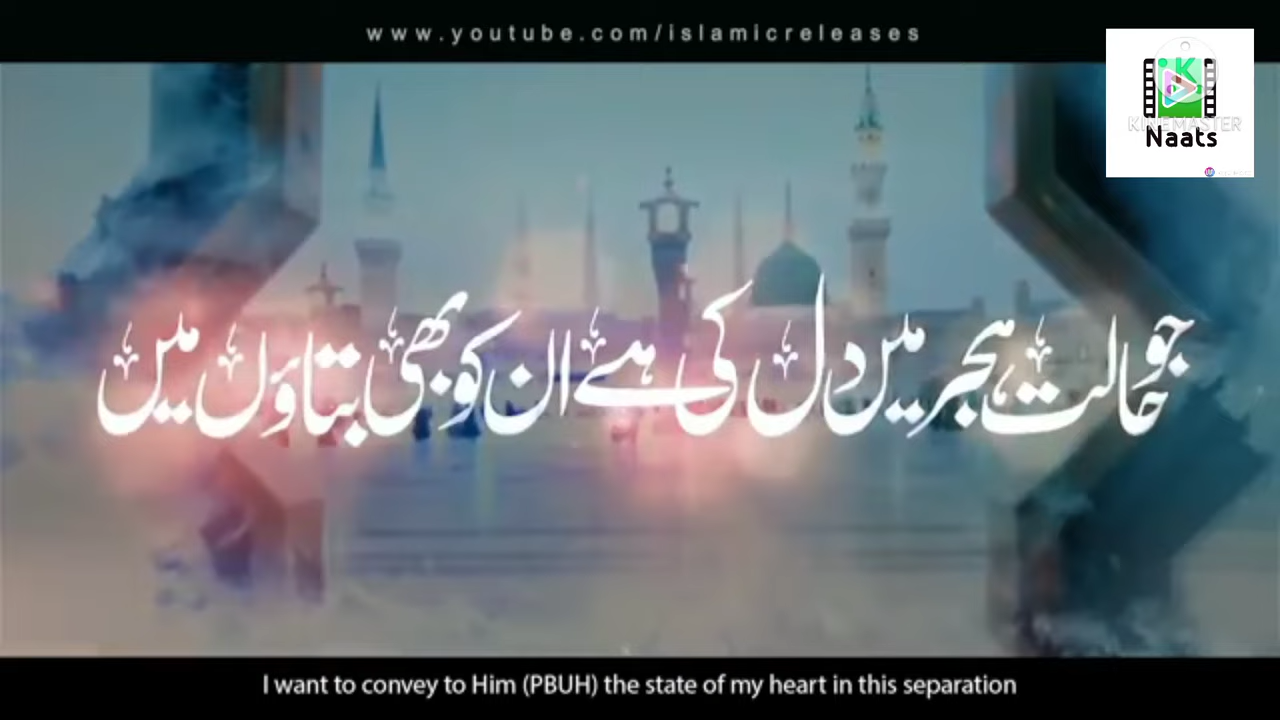 www.youtube.com/islamicreleases
KINEMASTER
Naats
جو حالت ہجر میں دل کی ہے ان کو بھی بتاؤں میں
I want to convey to Him (PBUH) the state of my heart in this separation